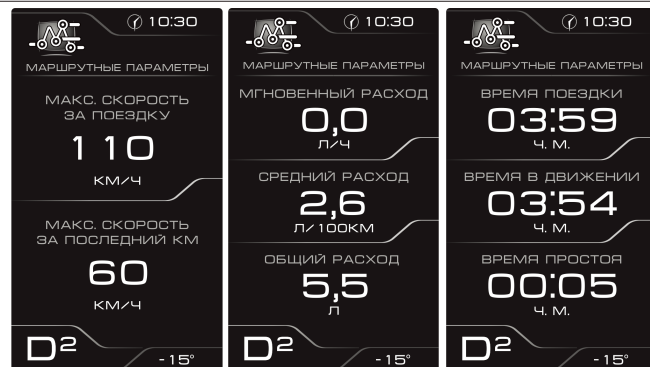 10:30
МАРШРУТНЫЕ ПАРАМЕТРЫ
МАКС. СКОРОСТЬ
ЗА ПОЕЗДКУ
110
КМ/Ч
МАКС. СКОРОСТЬ
ЗА ПОСЛЕДНИЙ КМ
60
КМ/Ч
D2
-15°
10:30
МАРШРУТНЫЕ ПАРАМЕТРЫ
МГНОВЕННЫЙ РАСХОД
0,0
Л/Ч
СРЕДНИЙ РАСХОД
2,6
Л/100КМ
ОБЩИЙ РАСХОД
5,5
Л
D2
-15°
10:30
МАРШРУТНЫЕ ПАРАМЕТРЫ
ВРЕМЯ ПОЕЗДКИ
03:59
Ч. М.
ВРЕМЯ В ДВИЖЕНИИ
03:54
Ч. М.
ВРЕМЯ ПРОСТОЯ
00:05
Ч. М.
D2
-15°